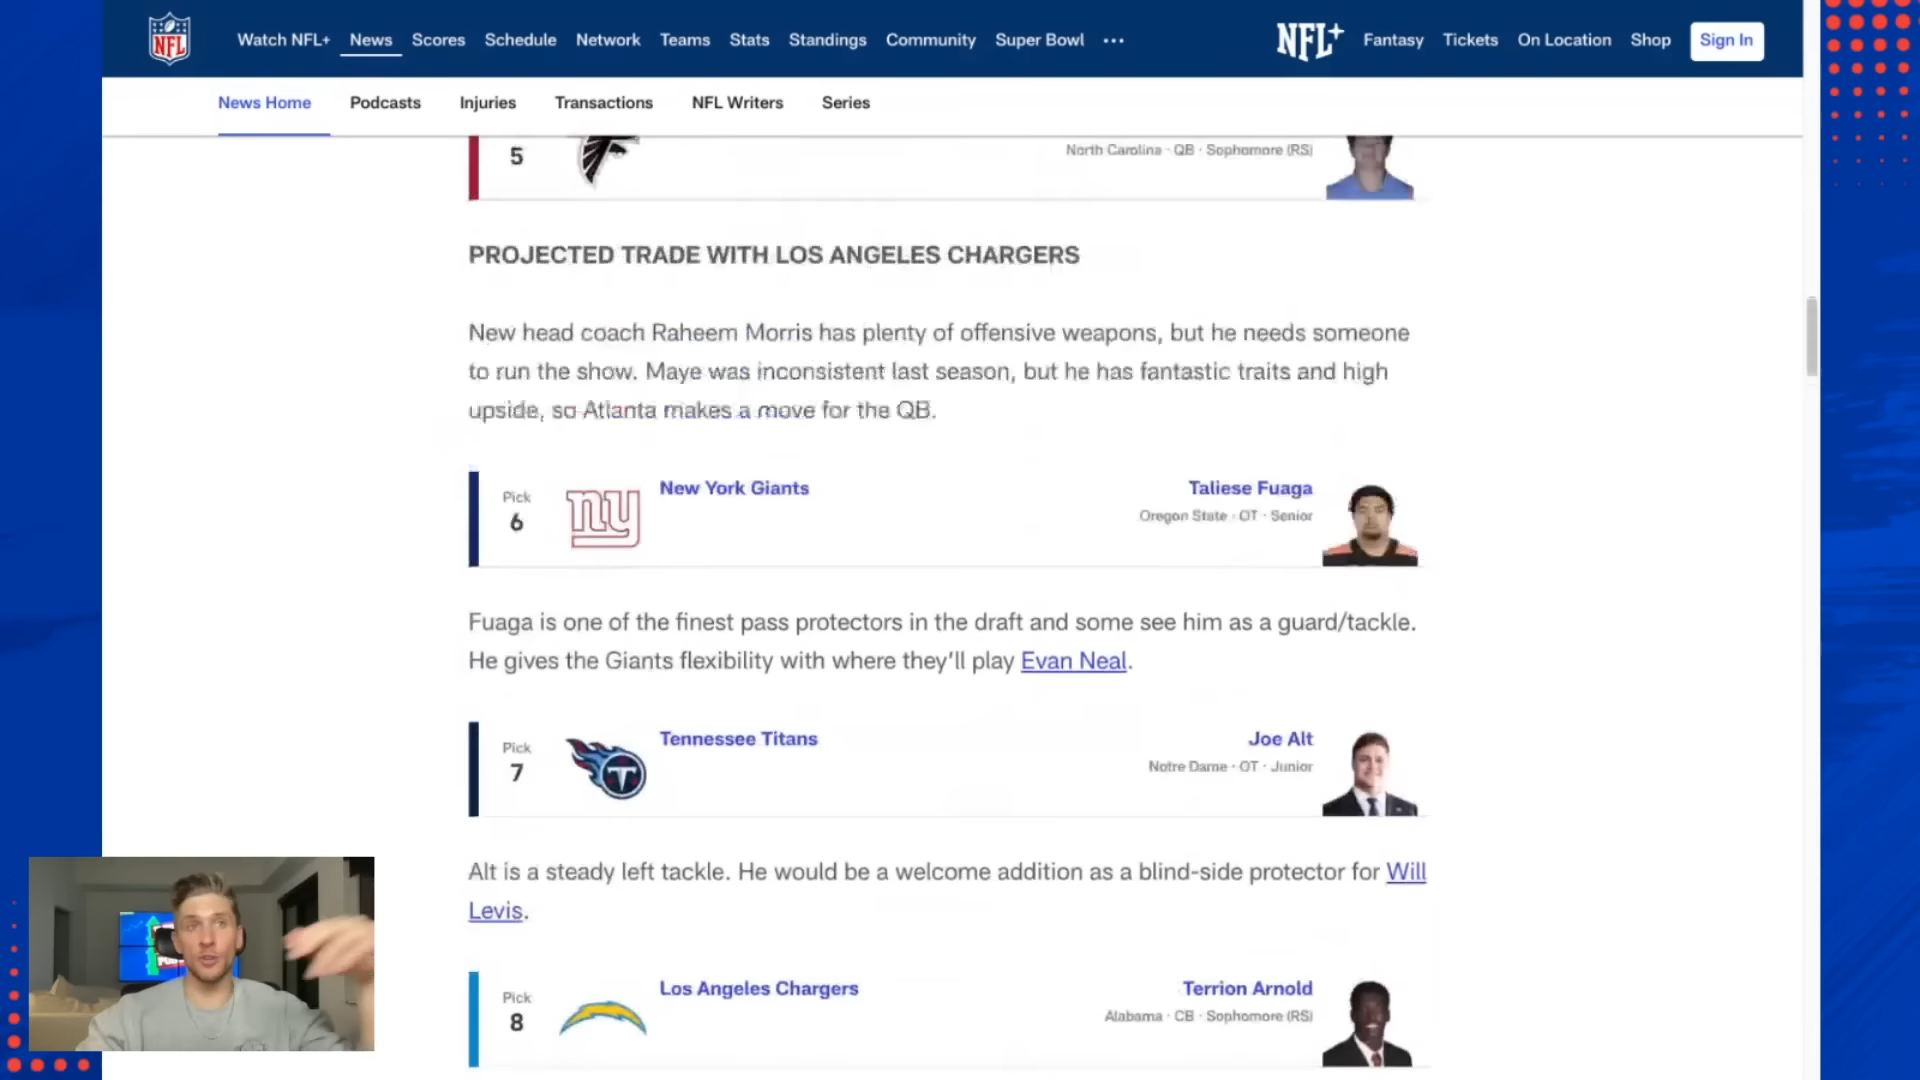 NFL
Watch NFL+ News Scores Schedule Network Teams Stats Standings Community Super Bowl ••• NFL+ Fantasy Tickets On Location Shop Sign In
News Home Podcasts Injuries Transactions NFL Writers Series
5 North Carolina · QB · Sophomore (RS)
PROJECTED TRADE WITH LOS ANGELES CHARGERS
New head coach Raheem Morris has plenty of offensive weapons, but he needs someone
to run the show. Maye was inconsistent last season, but he has fantastic traits and high
upside, so Atlanta makes a move for the QB.
Pick
6
ny
New York Giants
Taliese Fuaga
Oregon State · OT · Senior
Fuaga is one of the finest pass protectors in the draft and some see him as a guard/tackle.
He gives the Giants flexibility with where they'll play Evan Neal.
Pick
7
T
Tennessee Titans
Joe Alt
Notre Dame · OT · Junior
Alt is a steady left tackle. He would be a welcome addition as a blind-side protector for Will
Levis.
Pick
8
Los Angeles Chargers
Terrion Arnold
Alabama · CB · Sophomore (RS)